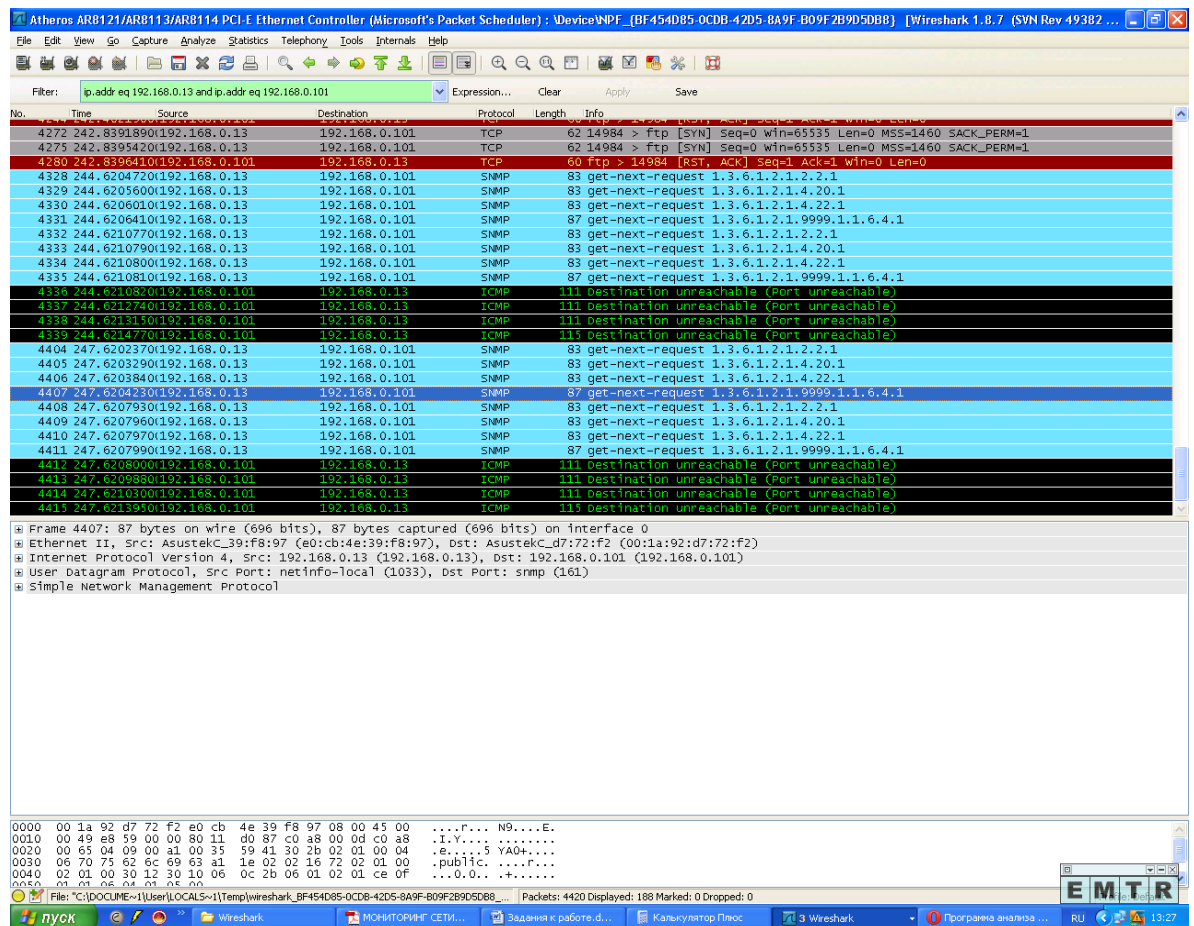 Atheros AR8121/AR8113/AR8114 PCI-E Ethernet Controller (Microsoft's Packet Scheduler) : \Device\NPF_{BF454D85-0CDB-42D5-8A9F-B09F2B9D5DB8} [Wireshark 1.8.7 (SVN Rev 49382 ...
File Edit View Go Capture Analyze Statistics Telephony Tools Internals Help
Filter: ip.addr eq 192.168.0.13 and ip.addr eq 192.168.0.101 Expression... Clear Apply Save
No. Time Source Destination Protocol Length Info
4272 242.8391890(192.168.0.13 192.168.0.101 TCP 62 14984 > ftp [SYN] Seq=0 Win=65535 Len=0 MSS=1460 SACK_PERM=1
4275 242.8395420(192.168.0.13 192.168.0.101 TCP 62 14984 > ftp [SYN] Seq=0 Win=65535 Len=0 MSS=1460 SACK_PERM=1
4280 242.8396410(192.168.0.101 192.168.0.13 TCP 60 ftp > 14984 [RST, ACK] Seq=1 Ack=1 Win=0 Len=0
4328 244.6204720(192.168.0.13 192.168.0.101 SNMP 83 get-next-request 1.3.6.1.2.1.2.2.1
4329 244.6205600(192.168.0.13 192.168.0.101 SNMP 83 get-next-request 1.3.6.1.2.1.4.20.1
4330 244.6206010(192.168.0.13 192.168.0.101 SNMP 83 get-next-request 1.3.6.1.2.1.4.22.1
4331 244.6206410(192.168.0.13 192.168.0.101 SNMP 87 get-next-request 1.3.6.1.2.1.9999.1.1.6.4.1
4332 244.6210770(192.168.0.13 192.168.0.101 SNMP 83 get-next-request 1.3.6.1.2.1.2.2.1
4333 244.6210790(192.168.0.13 192.168.0.101 SNMP 83 get-next-request 1.3.6.1.2.1.4.20.1
4334 244.6210800(192.168.0.13 192.168.0.101 SNMP 83 get-next-request 1.3.6.1.2.1.4.22.1
4335 244.6210810(192.168.0.13 192.168.0.101 SNMP 87 get-next-request 1.3.6.1.2.1.9999.1.1.6.4.1
4336 244.6210820(192.168.0.101 192.168.0.13 ICMP 111 Destination unreachable (Port unreachable)
4337 244.6212740(192.168.0.101 192.168.0.13 ICMP 111 Destination unreachable (Port unreachable)
4338 244.6213150(192.168.0.101 192.168.0.13 ICMP 111 Destination unreachable (Port unreachable)
4339 244.6214770(192.168.0.101 192.168.0.13 ICMP 115 Destination unreachable (Port unreachable)
4404 247.6202370(192.168.0.13 192.168.0.101 SNMP 83 get-next-request 1.3.6.1.2.1.2.2.1
4405 247.6203290(192.168.0.13 192.168.0.101 SNMP 83 get-next-request 1.3.6.1.2.1.4.20.1
4406 247.6203840(192.168.0.13 192.168.0.101 SNMP 83 get-next-request 1.3.6.1.2.1.4.22.1
4407 247.6204230(192.168.0.13 192.168.0.101 SNMP 87 get-next-request 1.3.6.1.2.1.9999.1.1.6.4.1
4408 247.6207930(192.168.0.13 192.168.0.101 SNMP 83 get-next-request 1.3.6.1.2.1.2.2.1
4409 247.6207960(192.168.0.13 192.168.0.101 SNMP 83 get-next-request 1.3.6.1.2.1.4.20.1
4410 247.6207970(192.168.0.13 192.168.0.101 SNMP 83 get-next-request 1.3.6.1.2.1.4.22.1
4411 247.6207990(192.168.0.13 192.168.0.101 SNMP 87 get-next-request 1.3.6.1.2.1.9999.1.1.6.4.1
4412 247.6208000(192.168.0.101 192.168.0.13 ICMP 111 Destination unreachable (Port unreachable)
4413 247.6209880(192.168.0.101 192.168.0.13 ICMP 111 Destination unreachable (Port unreachable)
4414 247.6210300(192.168.0.101 192.168.0.13 ICMP 111 Destination unreachable (Port unreachable)
4415 247.6213950(192.168.0.101 192.168.0.13 ICMP 115 Destination unreachable (Port unreachable)
Frame 4407: 87 bytes on wire (696 bits), 87 bytes captured (696 bits) on interface 0
Ethernet II, Src: AsustekC_39:f8:97 (e0:cb:4e:39:f8:97), Dst: AsustekC_d7:72:f2 (00:1a:92:d7:72:f2)
Internet Protocol Version 4, Src: 192.168.0.13 (192.168.0.13), Dst: 192.168.0.101 (192.168.0.101)
User Datagram Protocol, Src Port: netinfo-local (1033), Dst Port: snmp (161)
Simple Network Management Protocol
0000 00 1a 92 d7 72 f2 e0 cb 4e 39 f8 97 08 00 45 00 ....r... N9....E.
0010 00 49 e8 59 00 00 80 11 d0 87 c0 a8 00 0d c0 a8 .I.Y.... ........
0020 00 65 04 09 00 a1 00 35 59 41 30 2b 02 01 00 04 .e.....5 YA0+....
0030 06 70 75 62 6c 69 63 a1 1e 02 02 16 72 02 01 00 .public. ....r...
0040 02 01 00 30 12 30 10 06 0c 2b 06 01 02 01 ce 0f ...0.0.. .+......
0050 01 01 06 04 01 05 00
File: "C:\DOCUME~1\User\LOCALS~1\Temp\wireshark_BF454D85-0CDB-42D5-8A9F-B09F2B9D5DB8_... Packets: 4420 Displayed: 188 Marked: 0 Dropped: 0
E M T R
пуск Wireshark МОНИТОРИНГ СЕТИ... Задания к работе.d... Калькулятор Плюс 3 Wireshark Программа анализа ... RU 13:27